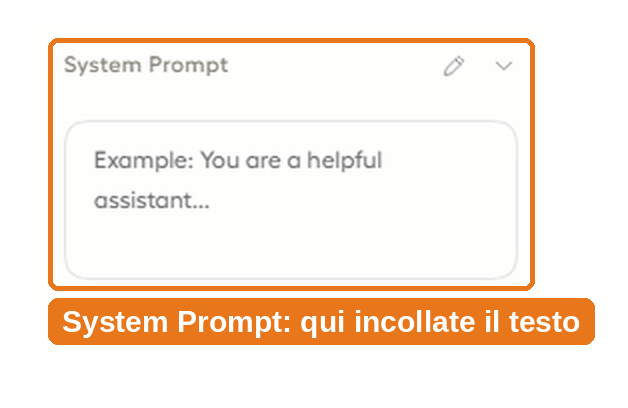 System Prompt
Example: You are a helpful
assistant...
System Prompt: qui incollate il testo